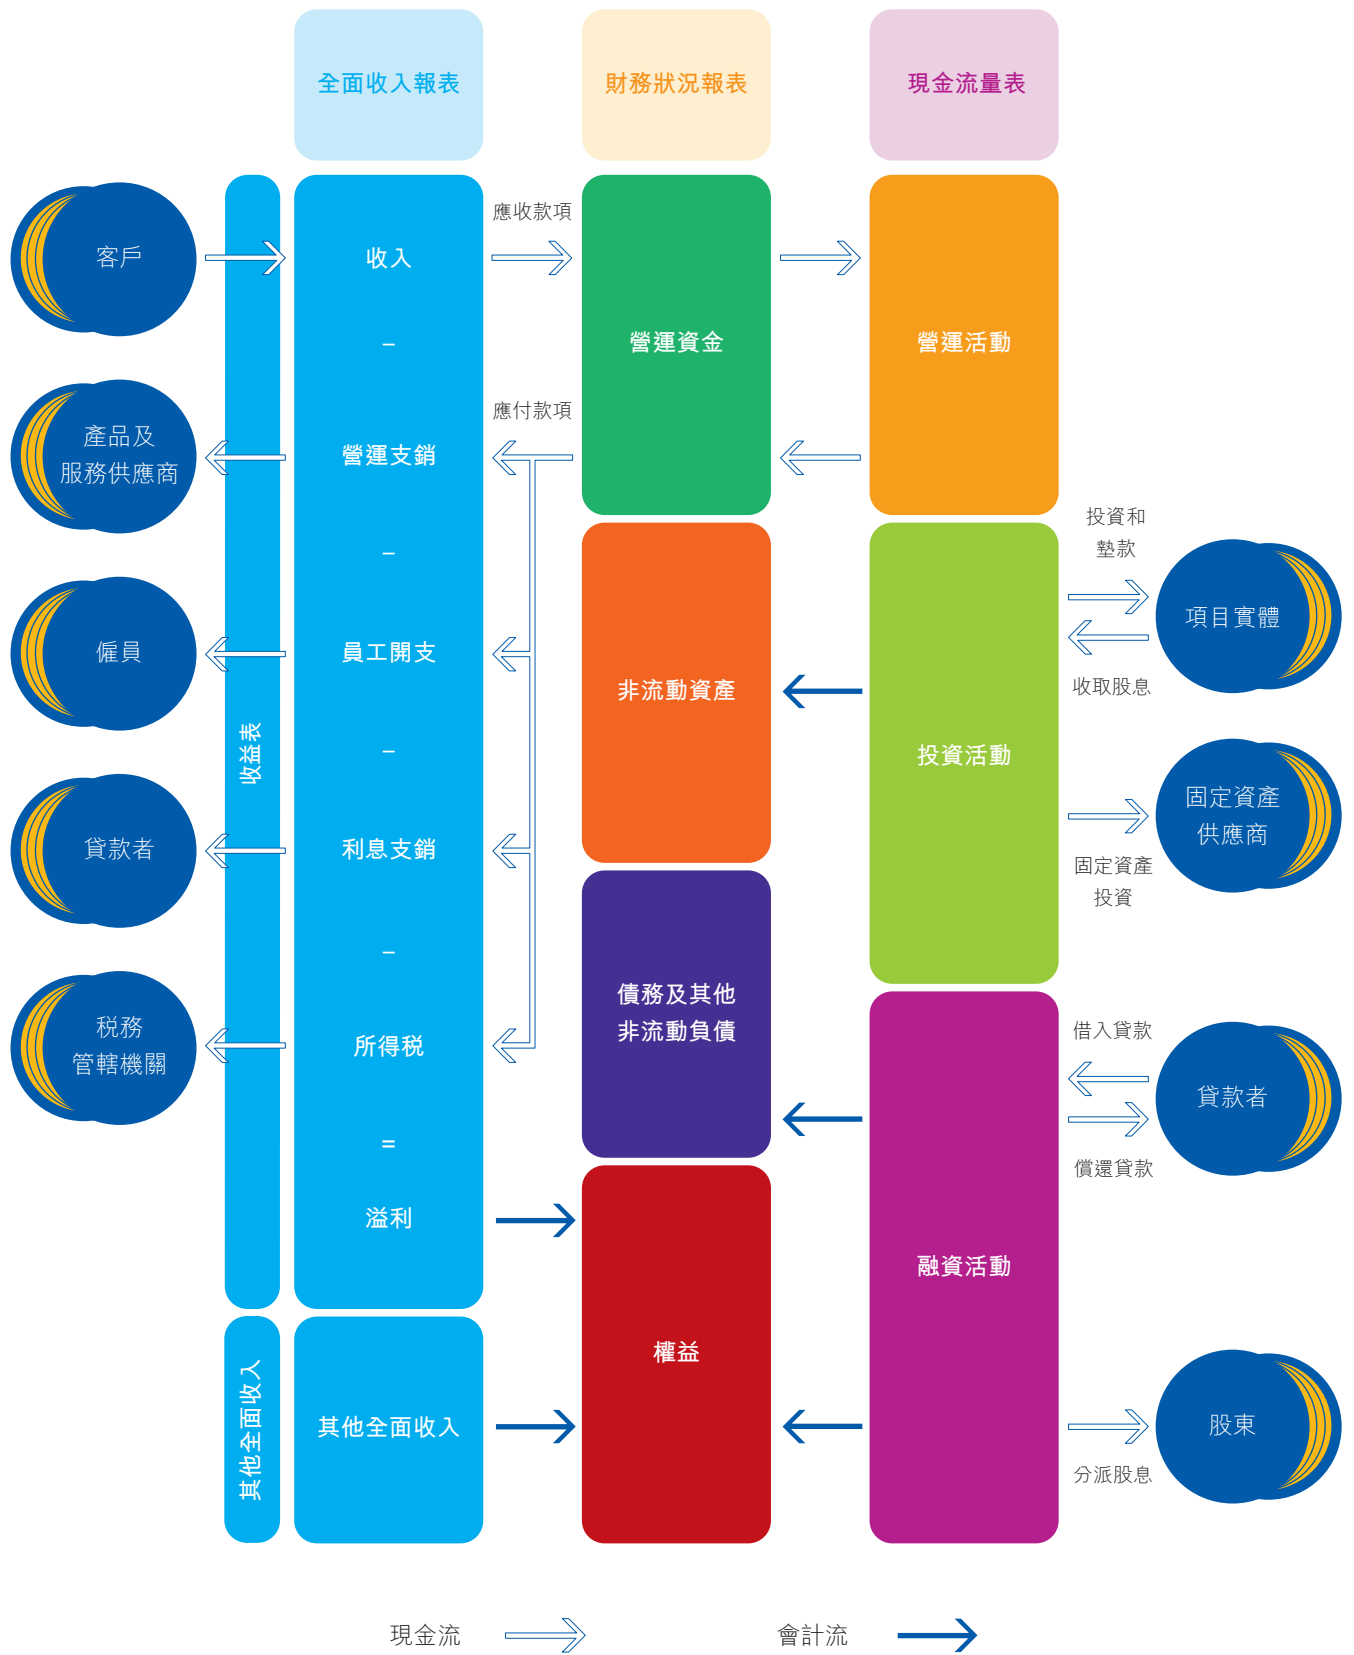 全面收入報表
財務狀況報表
現金流量表
客戶
收入
應收款項
–
營運資金
營運活動
產品及
服務供應商
營運支銷
應付款項
–
僱員
員工開支
投資和
墊款
項目實體
收取股息
非流動資產
投資活動
收益表
–
貸款者
利息支銷
固定資產
供應商
固定資產
投資
–
債務及其他
非流動負債
稅務
管轄機關
所得稅
借入貸款
貸款者
償還貸款
=
溢利
融資活動
權益
其他全面收入
其他全面收入
股東
分派股息
現金流
會計流